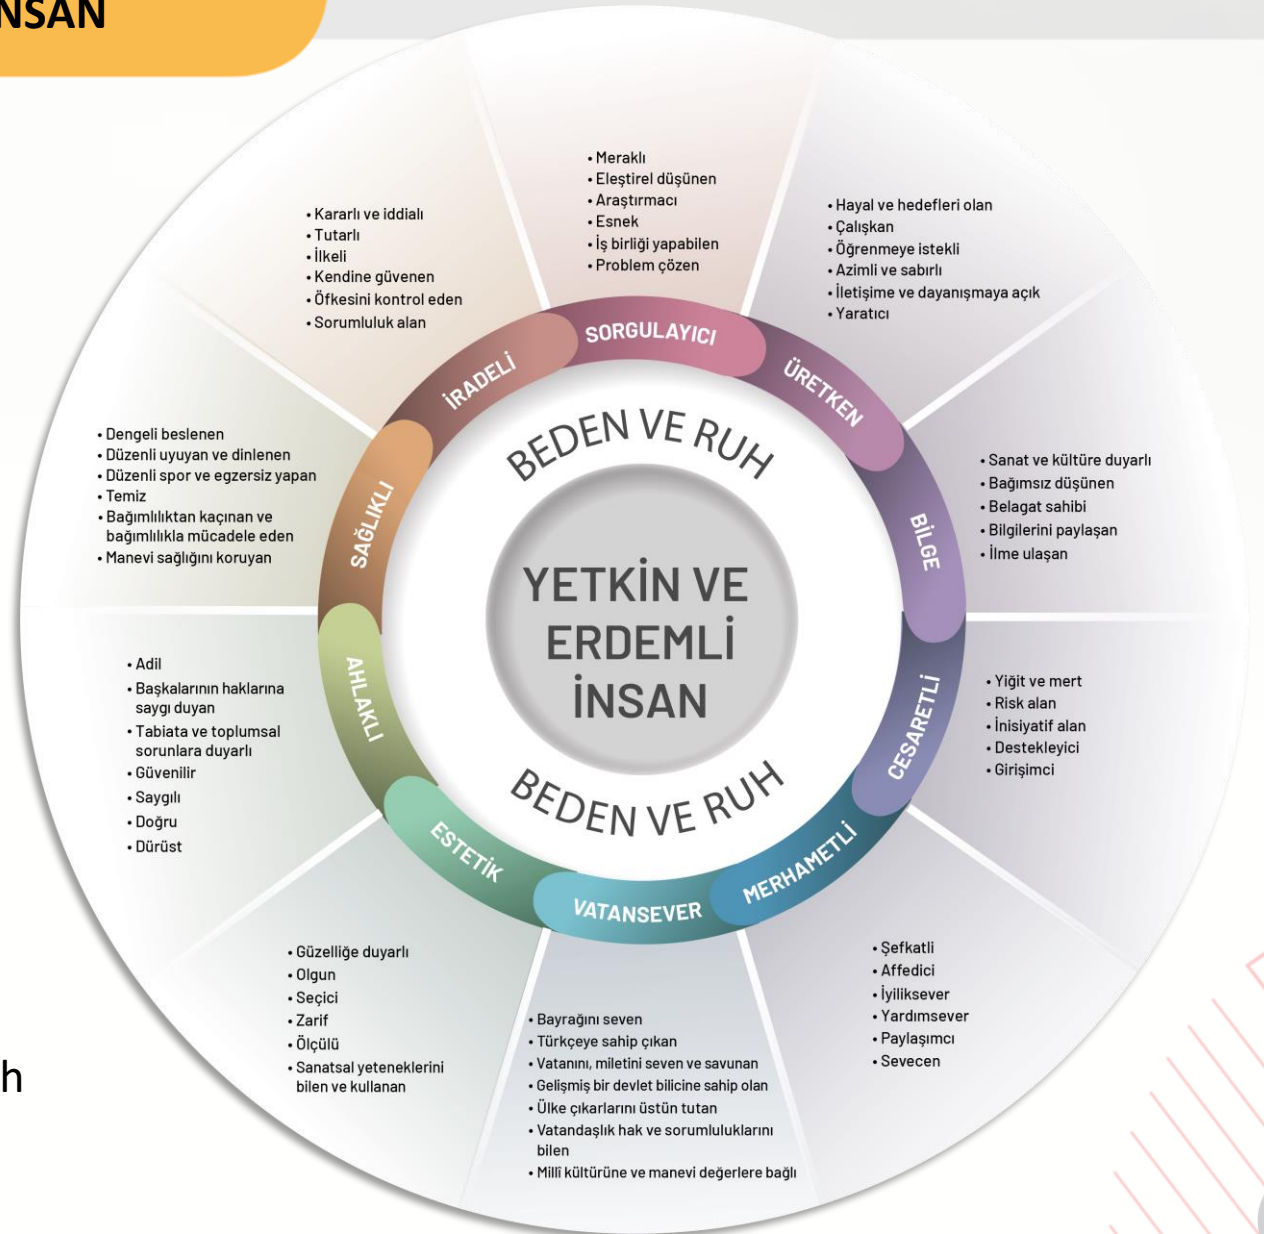 İNSAN
• Meraklı
• Eleştirel düşünen
• Araştırmacı
• Esnek
• İş birliği yapabilen
• Problem çözen
SORGULAYICI
• Hayal ve hedefleri olan
• Çalışkan
• Öğrenmeye istekli
• Azimli ve sabırlı
• İletişime ve dayanışmaya açık
• Yaratıcı
ÜRETKEN
• Sanat ve kültüre duyarlı
• Bağımsız düşünen
• Belagat sahibi
• Bilgilerini paylaşan
• İlme ulaşan
BİLGE
• Yiğit ve mert
• Risk alan
• İnisiyatif alan
• Destekleyici
• Girişimci
CESARETLİ
• Şefkatli
• Affedici
• İyiliksever
• Yardımsever
• Paylaşımcı
• Sevecen
MERHAMETLİ
• Bayrağını seven
• Türkçeye sahip çıkan
• Vatanını, miletini seven ve savunan
• Gelişmiş bir devlet bilicine sahip olan
• Ülke çıkarlarını üstün tutan
• Vatandaşlık hak ve sorumluluklarını
bilen
• Millî kültürüne ve manevi değerlere bağlı
VATANSEVER
• Güzelliğe duyarlı
• Olgun
• Seçici
• Zarif
• Ölçülü
• Sanatsal yeteneklerini
bilen ve kullanan
ESTETİK
• Adil
• Başkalarının haklarına
saygı duyan
• Tabiata ve toplumsal
sorunlara duyarlı
• Güvenilir
• Saygılı
• Doğru
• Dürüst
AHLAKLI
• Dengeli beslenen
• Düzenli uyuyan ve dinlenen
• Düzenli spor ve egzersiz yapan
• Temiz
• Bağımlılıktan kaçınan ve
bağımlılıkla mücadele eden
• Manevi sağlığını koruyan
SAĞLIKLI
• Kararlı ve iddialı
• Tutarlı
• İlkeli
• Kendine güvenen
• Öfkesini kontrol eden
• Sorumluluk alan
İRADELİ
BEDEN VE RUH
YETKİN VE
ERDEMLİ
İNSAN
BEDEN VE RUH
h